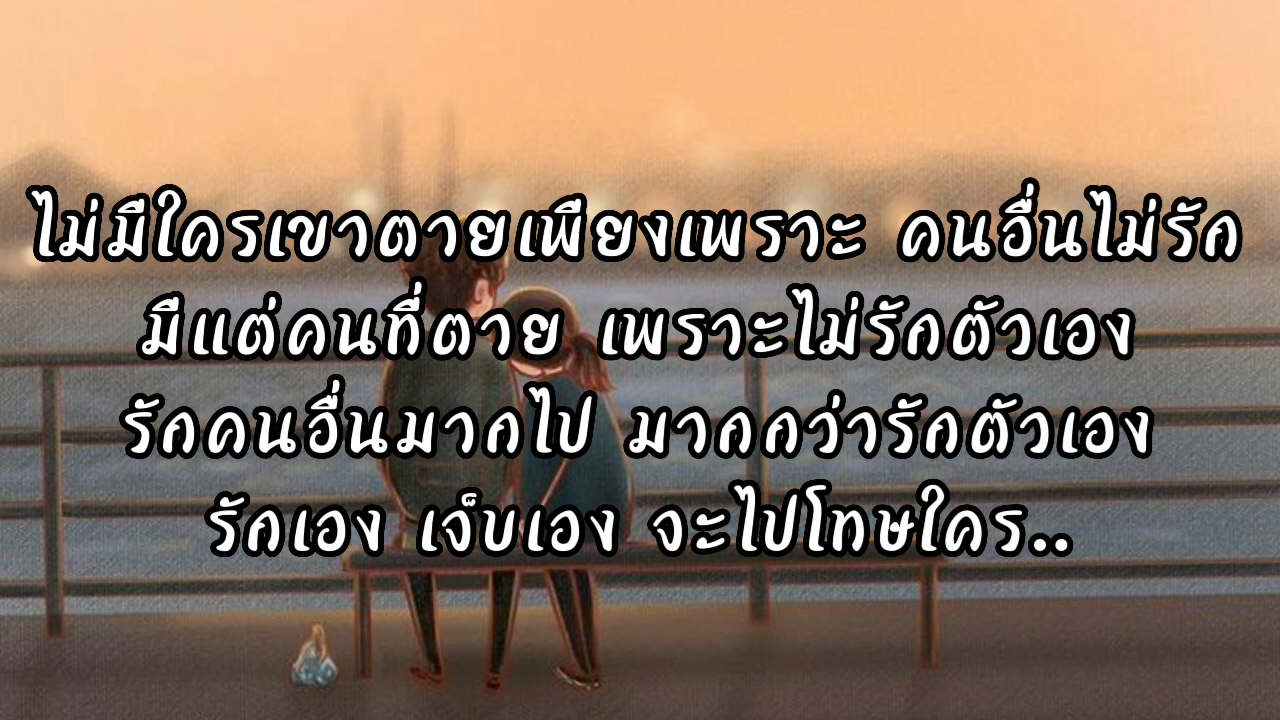 ไม่มีใครเขาตายเพียงเพราะ คนอื่นไม่รัก
มีแต่คนที่ตาย เพราะไม่รักตัวเอง
รักคนอื่นมากไป มากกว่ารักตัวเอง
รักเอง เจ็บเอง จะไปโทษใคร..